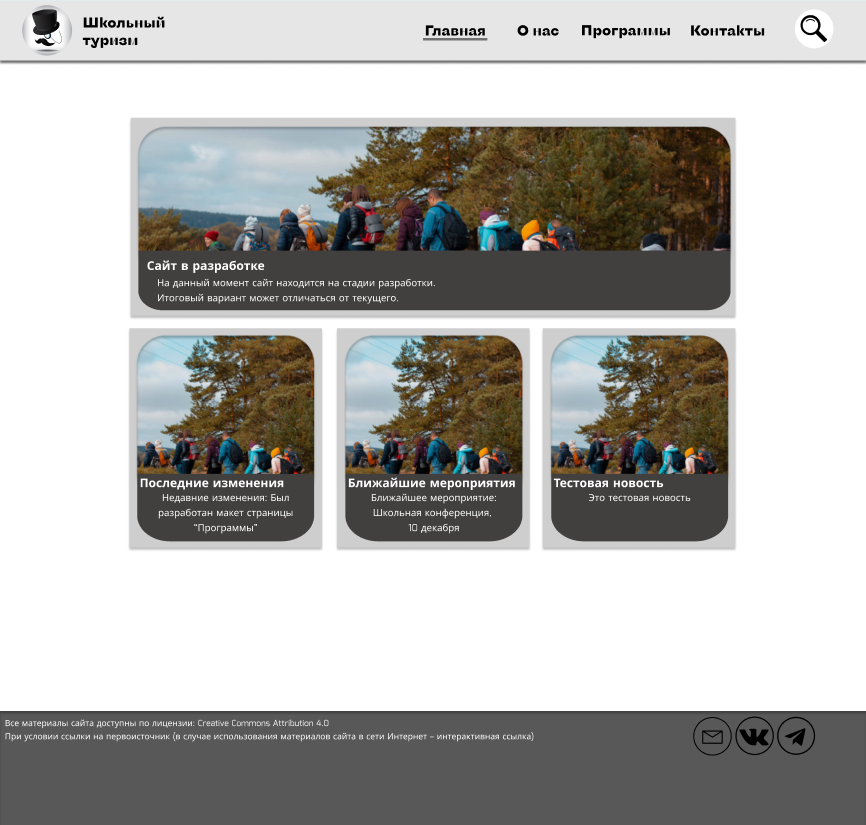 Школьный
туризм
Главная
О нас
Программы
Контакты
Сайт в разработке
На данный момент сайт находится на стадии разработки.
Итоговый вариант может отличаться от текущего.
Последние изменения
Недавние изменения: Был
разработан макет страницы
"Программы"
Ближайшие мероприятия
Ближайшее мероприятие:
Школьная конференция,
10 декабря
Тестовая новость
Это тестовая новость
Все материалы сайта доступны по лицензии: Creative Commons Attribution 4.0
При условии ссылки на первоисточник (в случае использования материалов сайта в сети Интернет – интерактивная ссылка)